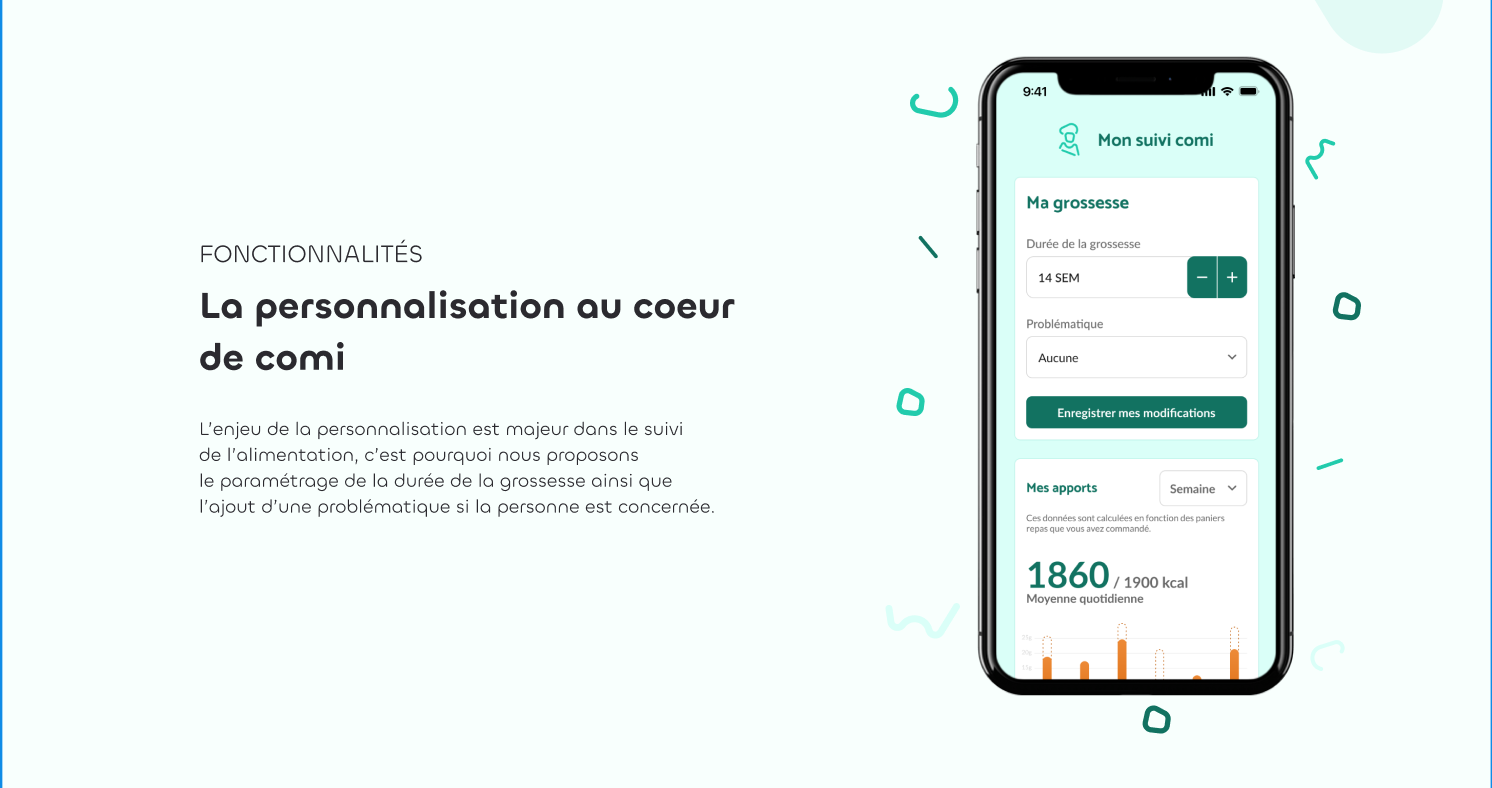 FONCTIONNALITÉS
La personnalisation au coeur
de comi
L'enjeu de la personnalisation est majeur dans le suivi
de l'alimentation, c'est pourquoi nous proposons
le paramétrage de la durée de la grossesse ainsi que
l'ajout d'une problématique si la personne est concernée.
9:41
Mon suivi comi
Ma grossesse
Durée de la grossesse
14 SEM
− +
Problématique
Aucune
Enregistrer mes modifications
Mes apports
Semaine
Ces données sont calculées en fonction des paniers
repas que vous avez commandé.
1860 / 1900 kcal
Moyenne quotidienne
25g
20g
15g